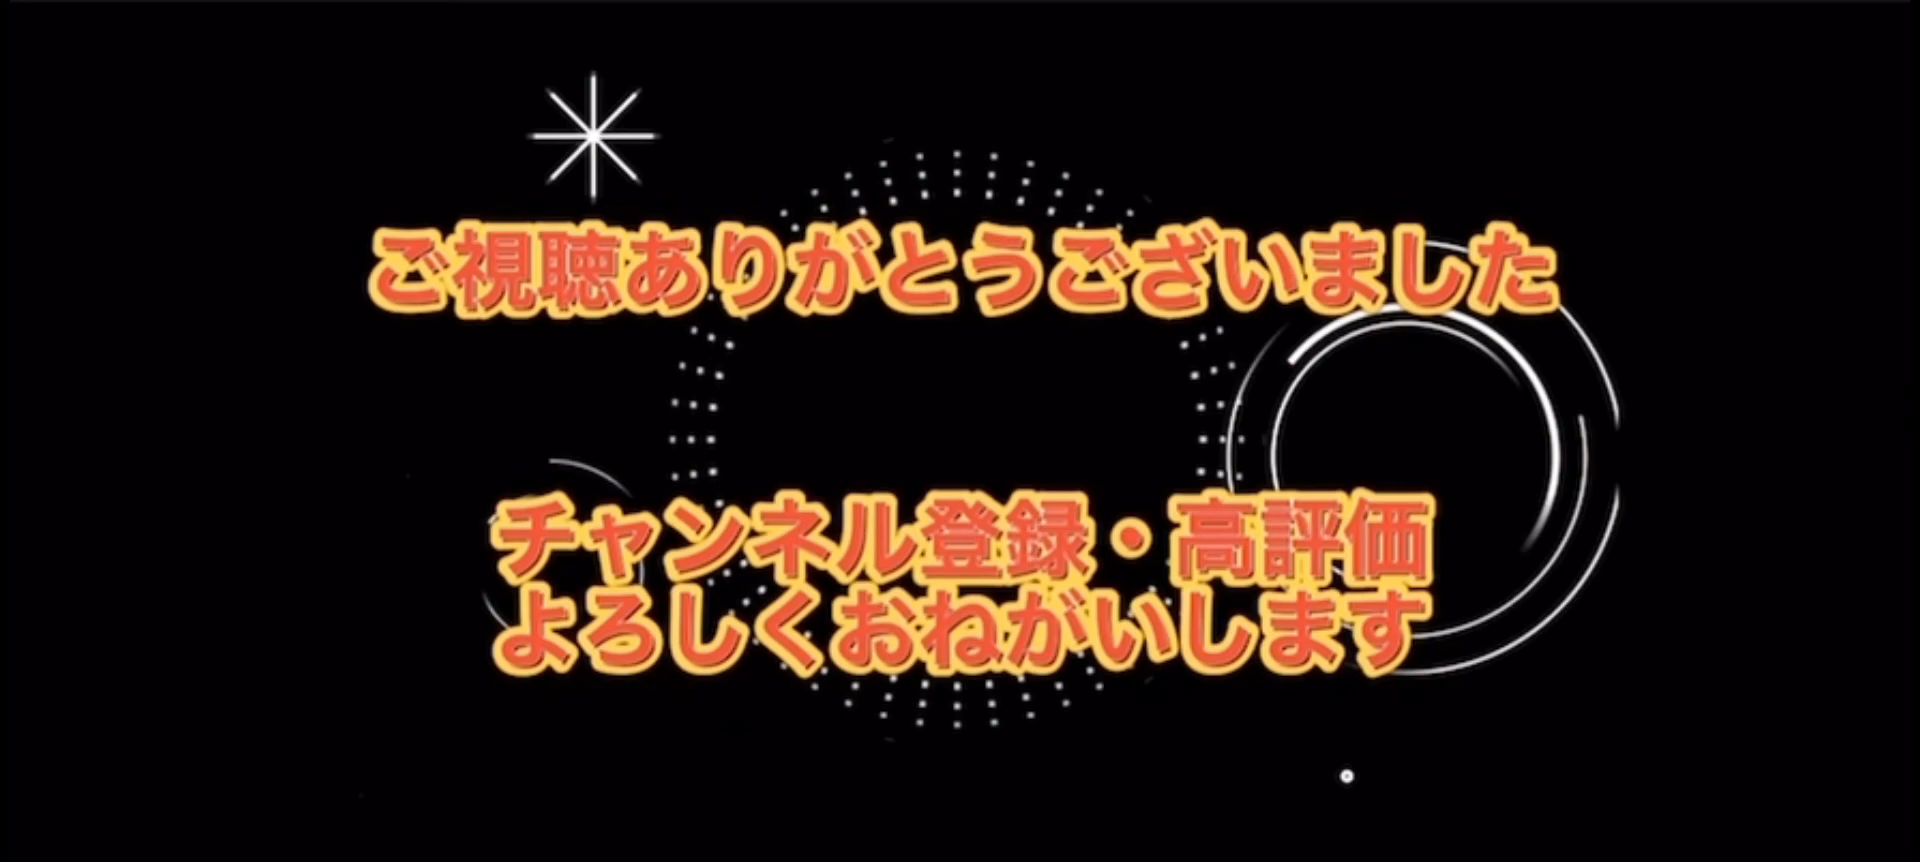 ご視聴ありがとうございました
チャンネル登録・高評価
よろしくおねがいします